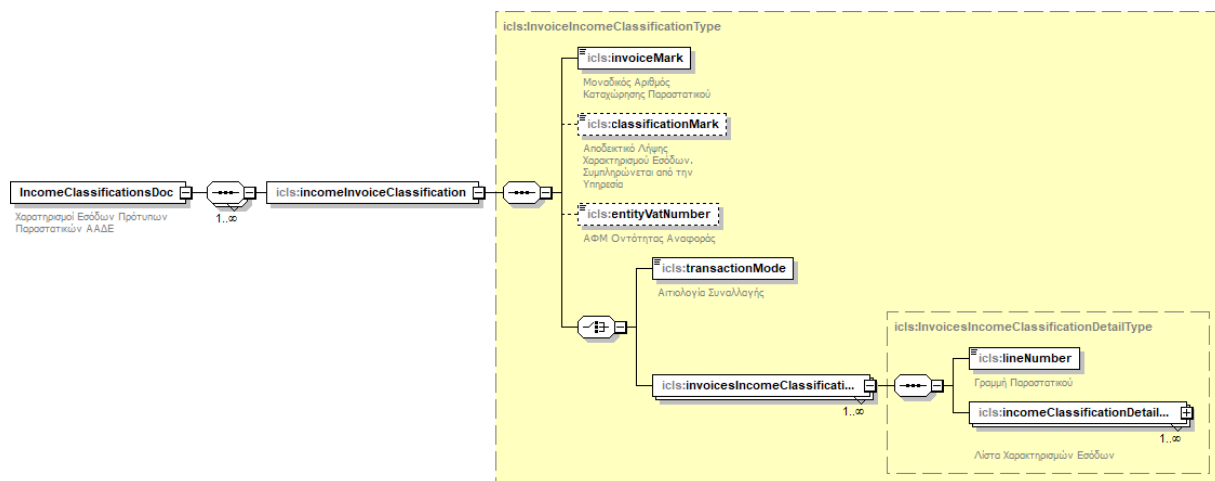 icls:InvoiceIncomeClassificationType
icls:invoiceMark
Μοναδικός Αριθμός
Καταχώρησης Παραστατικού
icls:classificationMark
Αποδεικτικό Λήψης
Χαρακτηρισμού Εσόδων.
Συμπληρώνεται από την
Υπηρεσία
IncomeClassificationsDoc
1..∞
Χαρατηρισμοί Εσόδων Πρότυπων
Παραστατικών ΑΑΔΕ
icls:incomeInvoiceClassification
icls:entityVatNumber
ΑΦΜ Οντότητας Αναφοράς
icls:transactionMode
Αιτιολογία Συναλλαγής
icls:InvoicesIncomeClassificationDetailType
icls:lineNumber
Γραμμή Παραστατικού
icls:invoicesIncomeClassificati...
1..∞
icls:incomeClassificationDetail...
1..∞
Λίστα Χαρακτηρισμών Εσόδων